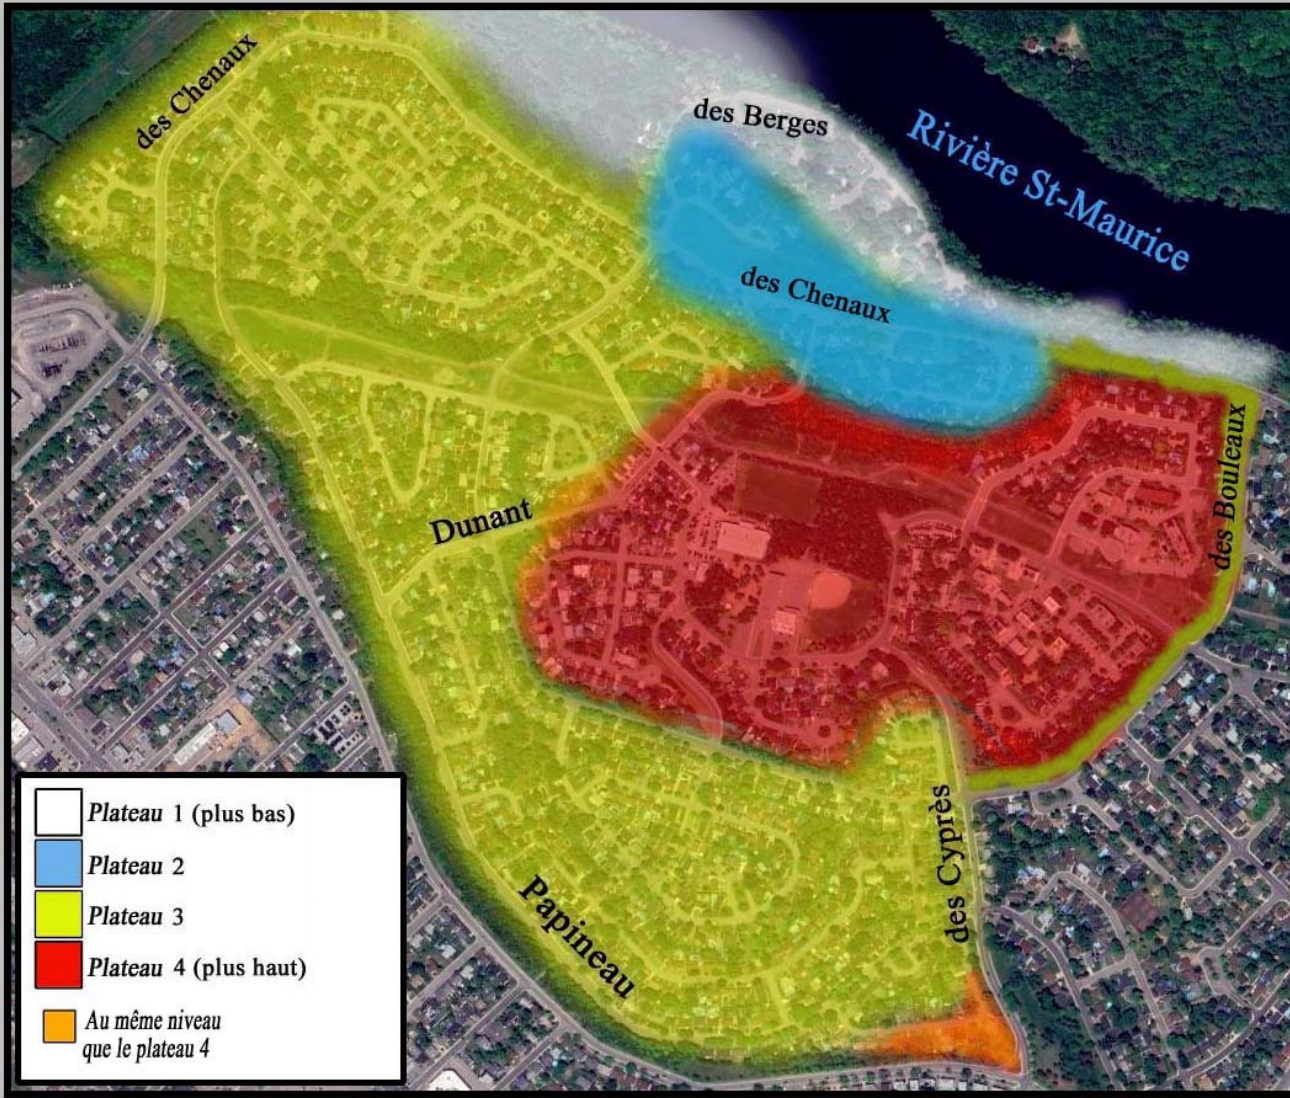 des Chenaux
des Berges
Rivière St-Maurice
des Chenaux
des Bouleaux
Dunant
des Cyprès
Papineau
Plateau 1 (plus bas)
Plateau 2
Plateau 3
Plateau 4 (plus haut)
Au même niveau
que le plateau 4